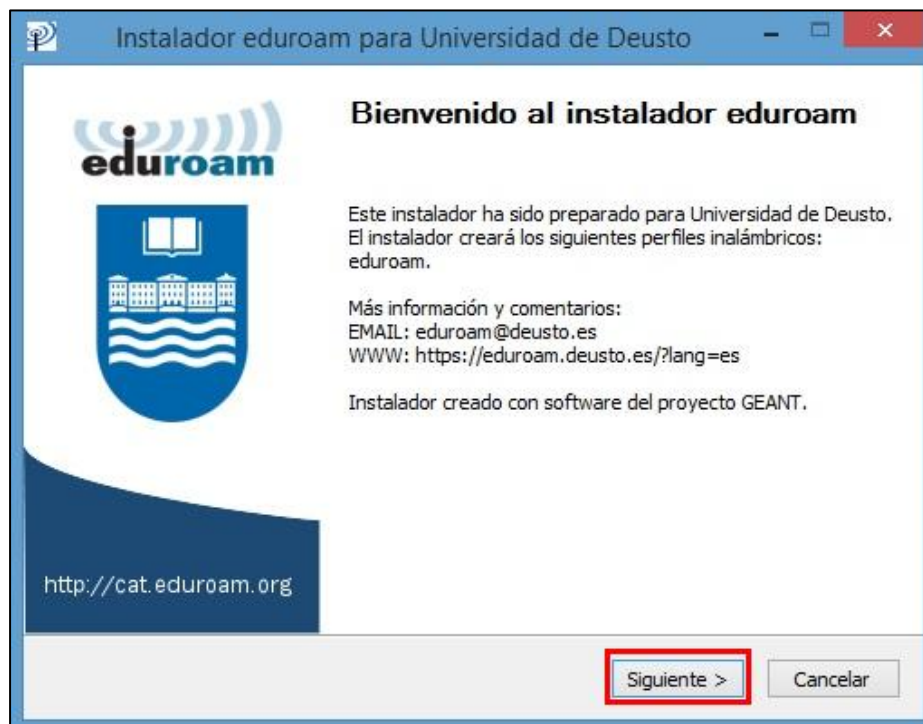 Instalador eduroam para Universidad de Deusto
eduroam
Bienvenido al instalador eduroam
Este instalador ha sido preparado para Universidad de Deusto.
El instalador creará los siguientes perfiles inalámbricos:
eduroam.
Más información y comentarios:
EMAIL: eduroam@deusto.es
WWW: https://eduroam.deusto.es/?lang=es
Instalador creado con software del proyecto GEANT.
http://cat.eduroam.org
Siguiente >
Cancelar